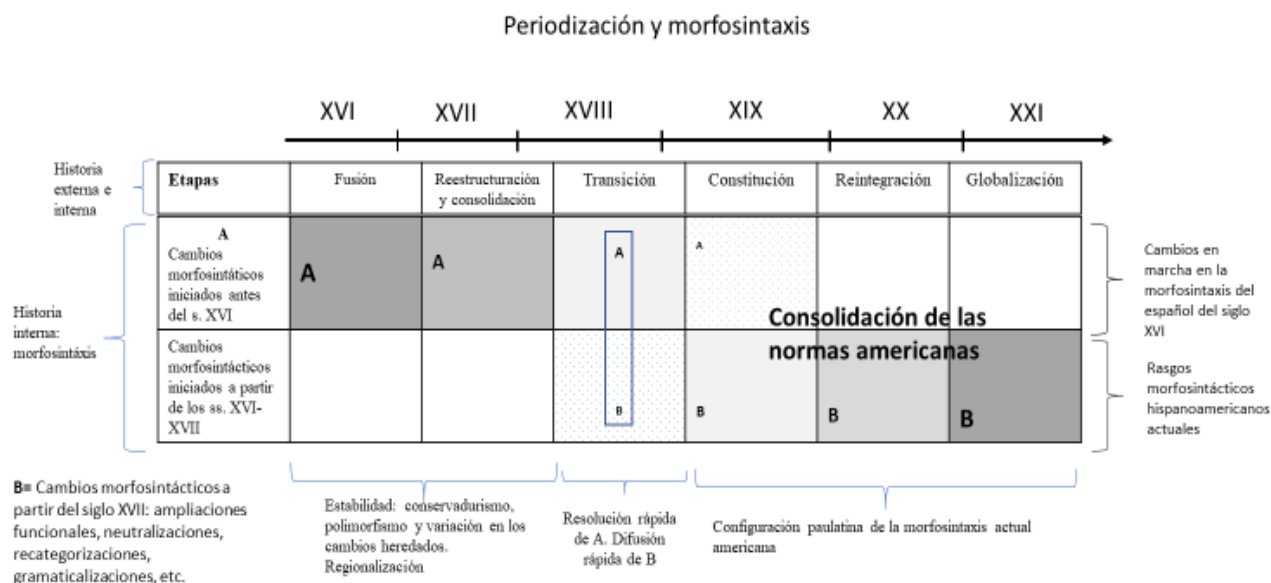 Periodización y morfosintaxis
XVI
XVII
XVIII
XIX
XX
XXI
Historia
externa e
interna
Etapas
Fusión
Reestructuración
y consolidación
Transición
Constitución
Reintegración
Globalización
Historia
interna:
morfosintáxis
A
Cambios
morfosintáticos
iniciados antes
del s. XVI
A
A
A
A
Cambios en
marcha en la
morfosintaxis del
español del siglo
XVI
Consolidación de las
normas americanas
Cambios
morfosintácticos
iniciados a partir
de los ss. XVI-
XVII
B
B
B
B
Rasgos
morfosintácticos
hispanoamericanos
actuales
B= Cambios morfosintácticos a
partir del siglo XVII: ampliaciones
funcionales, neutralizaciones,
recategorizaciones,
gramaticalizaciones, etc.
Estabilidad: conservadurismo,
polimorfismo y variación en los
cambios heredados.
Regionalización
Resolución rápida
de A. Difusión
rápida de B
Configuración paulatina de la morfosintaxis actual
americana